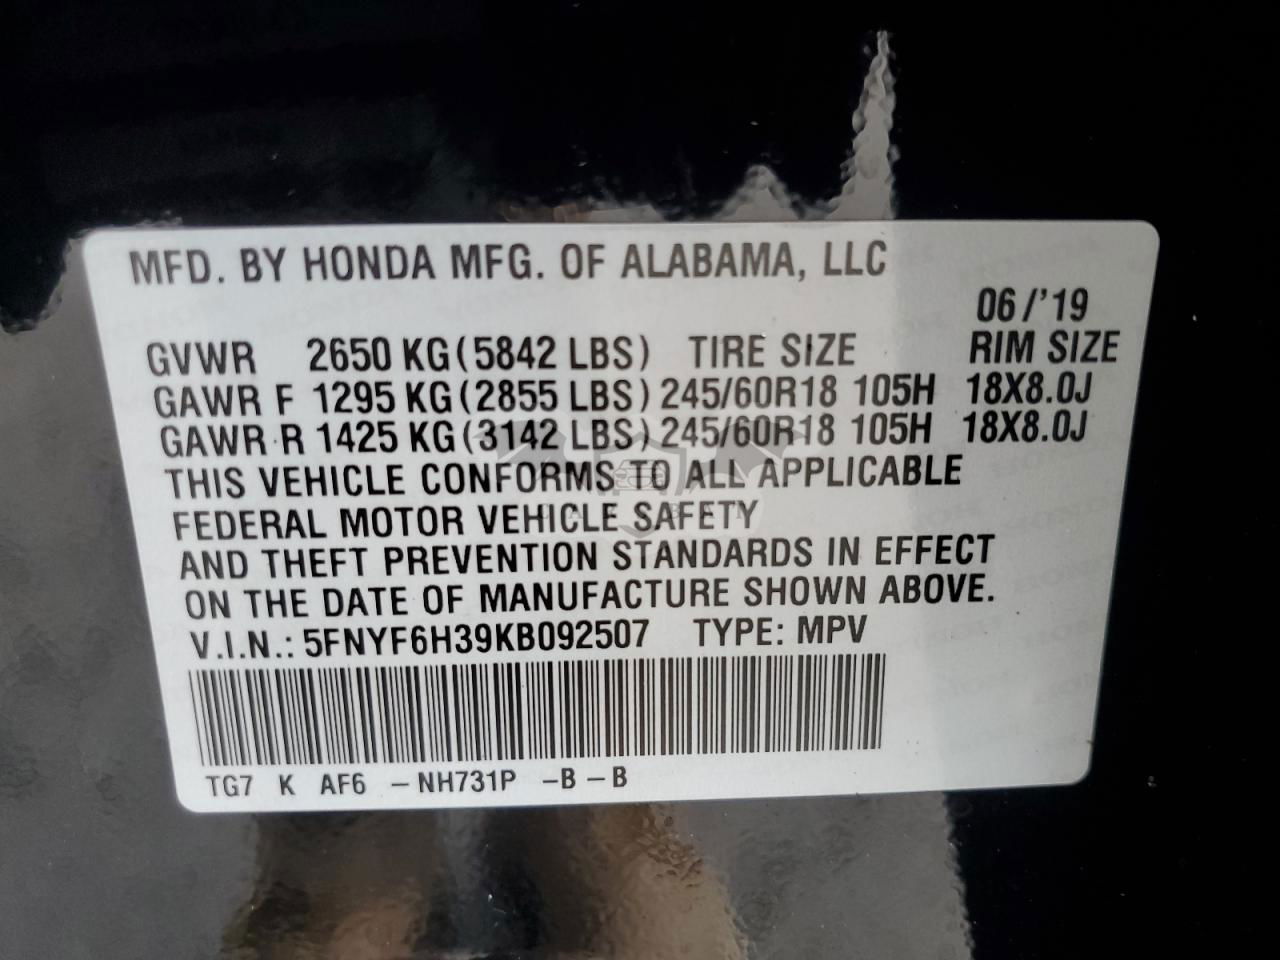 MFD. BY HONDA MFG. OF ALABAMA, LLC
06/'19
GVWR 2650 KG(5842 LBS) TIRE SIZE RIM SIZE
GAWR F 1295 KG(2855 LBS)245/60R18 105H 18X8.0J
GAWR R 1425 KG(3142 LBS)245/60R18 105H 18X8.0J
THIS VEHICLE CONFORMS TO ALL APPLICABLE
FEDERAL MOTOR VEHICLE SAFETY
AND THEFT PREVENTION STANDARDS IN EFFECT
ON THE DATE OF MANUFACTURE SHOWN ABOVE.
V.I.N.: 5FNYF6H39KB092507 TYPE: MPV
TG7 K AF6 –NH731P –B–B